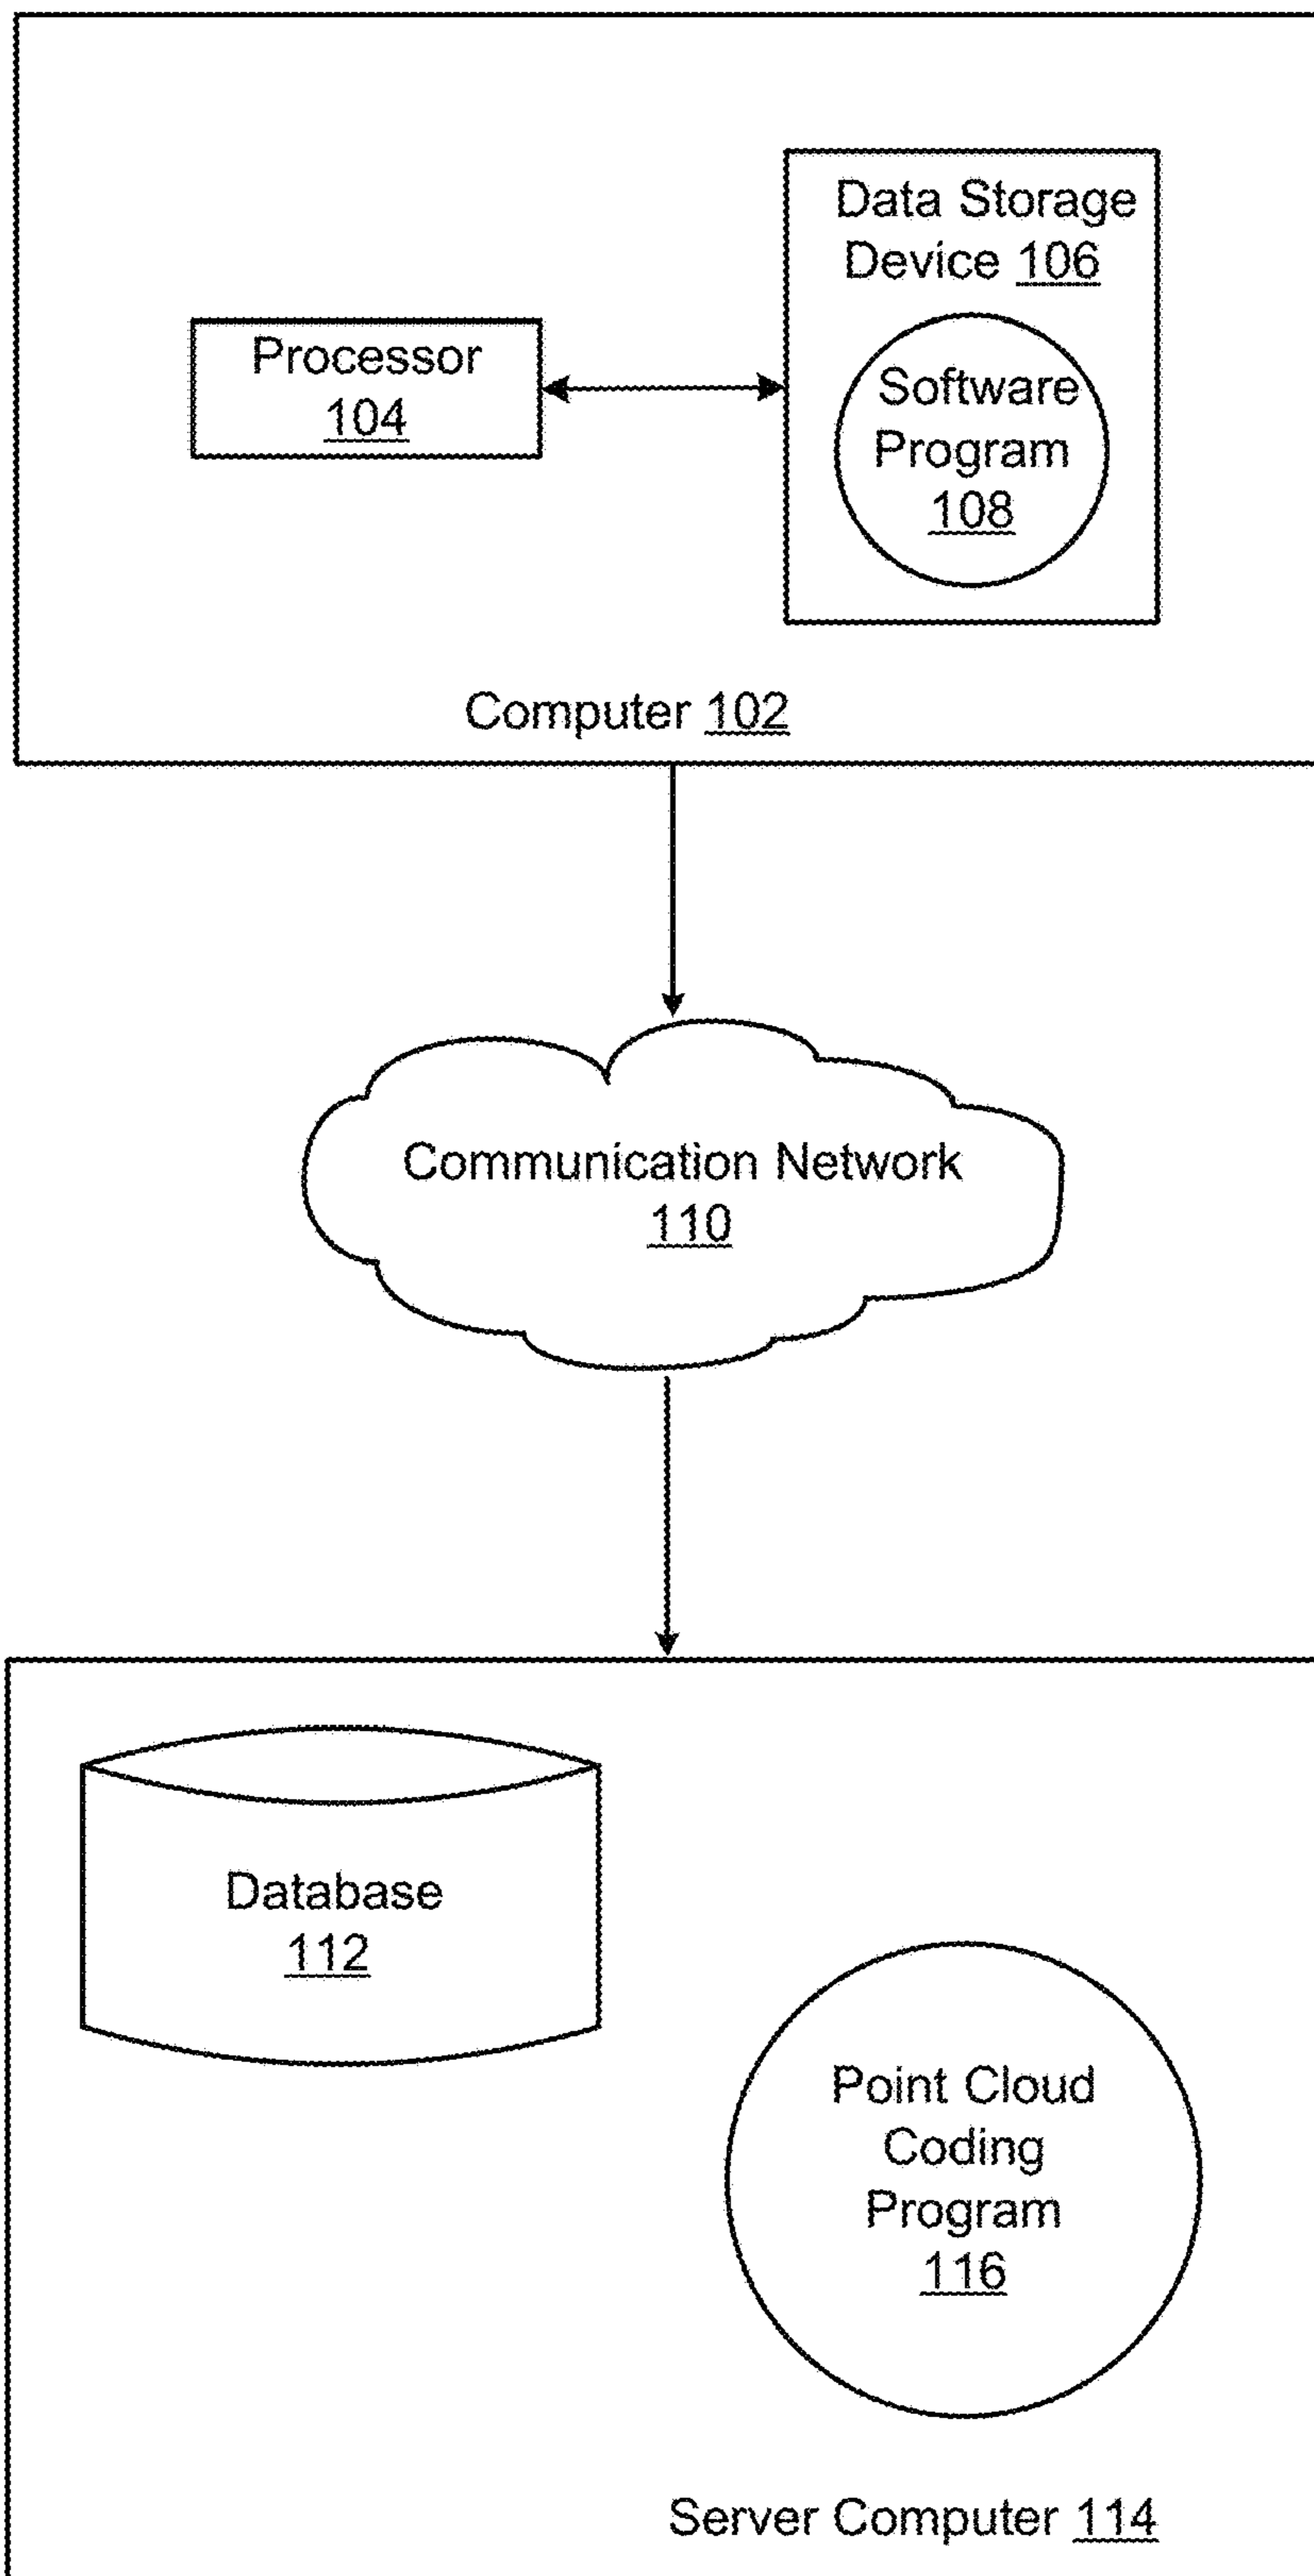 Data Storage
Device 106
Processor
104
Software
Program
108
Computer 102
Communication Network
110
Database
112
Point Cloud
Coding
Program
116
Server Computer 114